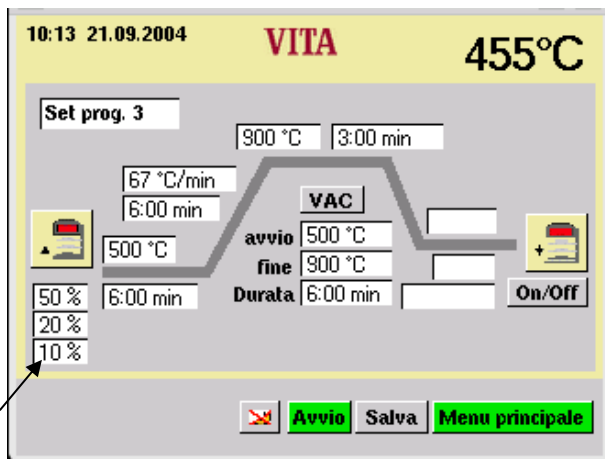 10:13 21.09.2004
VITA
455°C
Set prog. 3
900 °C
3:00 min
67 °C/min
6:00 min
VAC
500 °C
avvio 500 °C
fine 900 °C
50 %
6:00 min
Durata 6:00 min
On/Off
20 %
10 %
Avvio
Salva
Menu principale